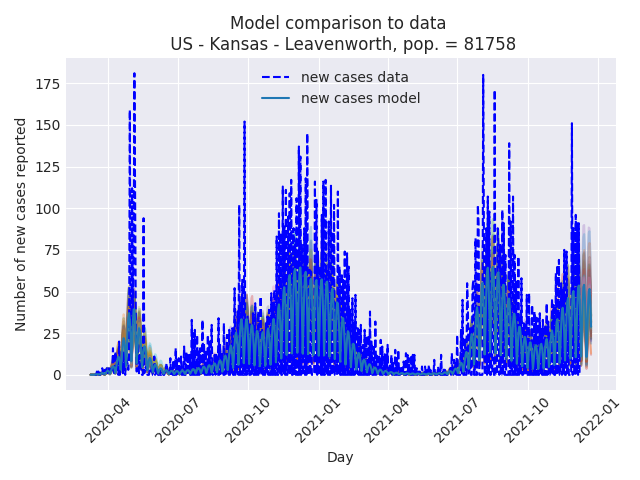 Model comparison to data
US - Kansas - Leavenworth, pop. = 81758
new cases data
new cases model
Number of new cases reported
175
150
125
100
75
50
25
0
2020-04
2020-07
2020-10
2021-01
2021-04
2021-07
2021-10
2022-01
Day